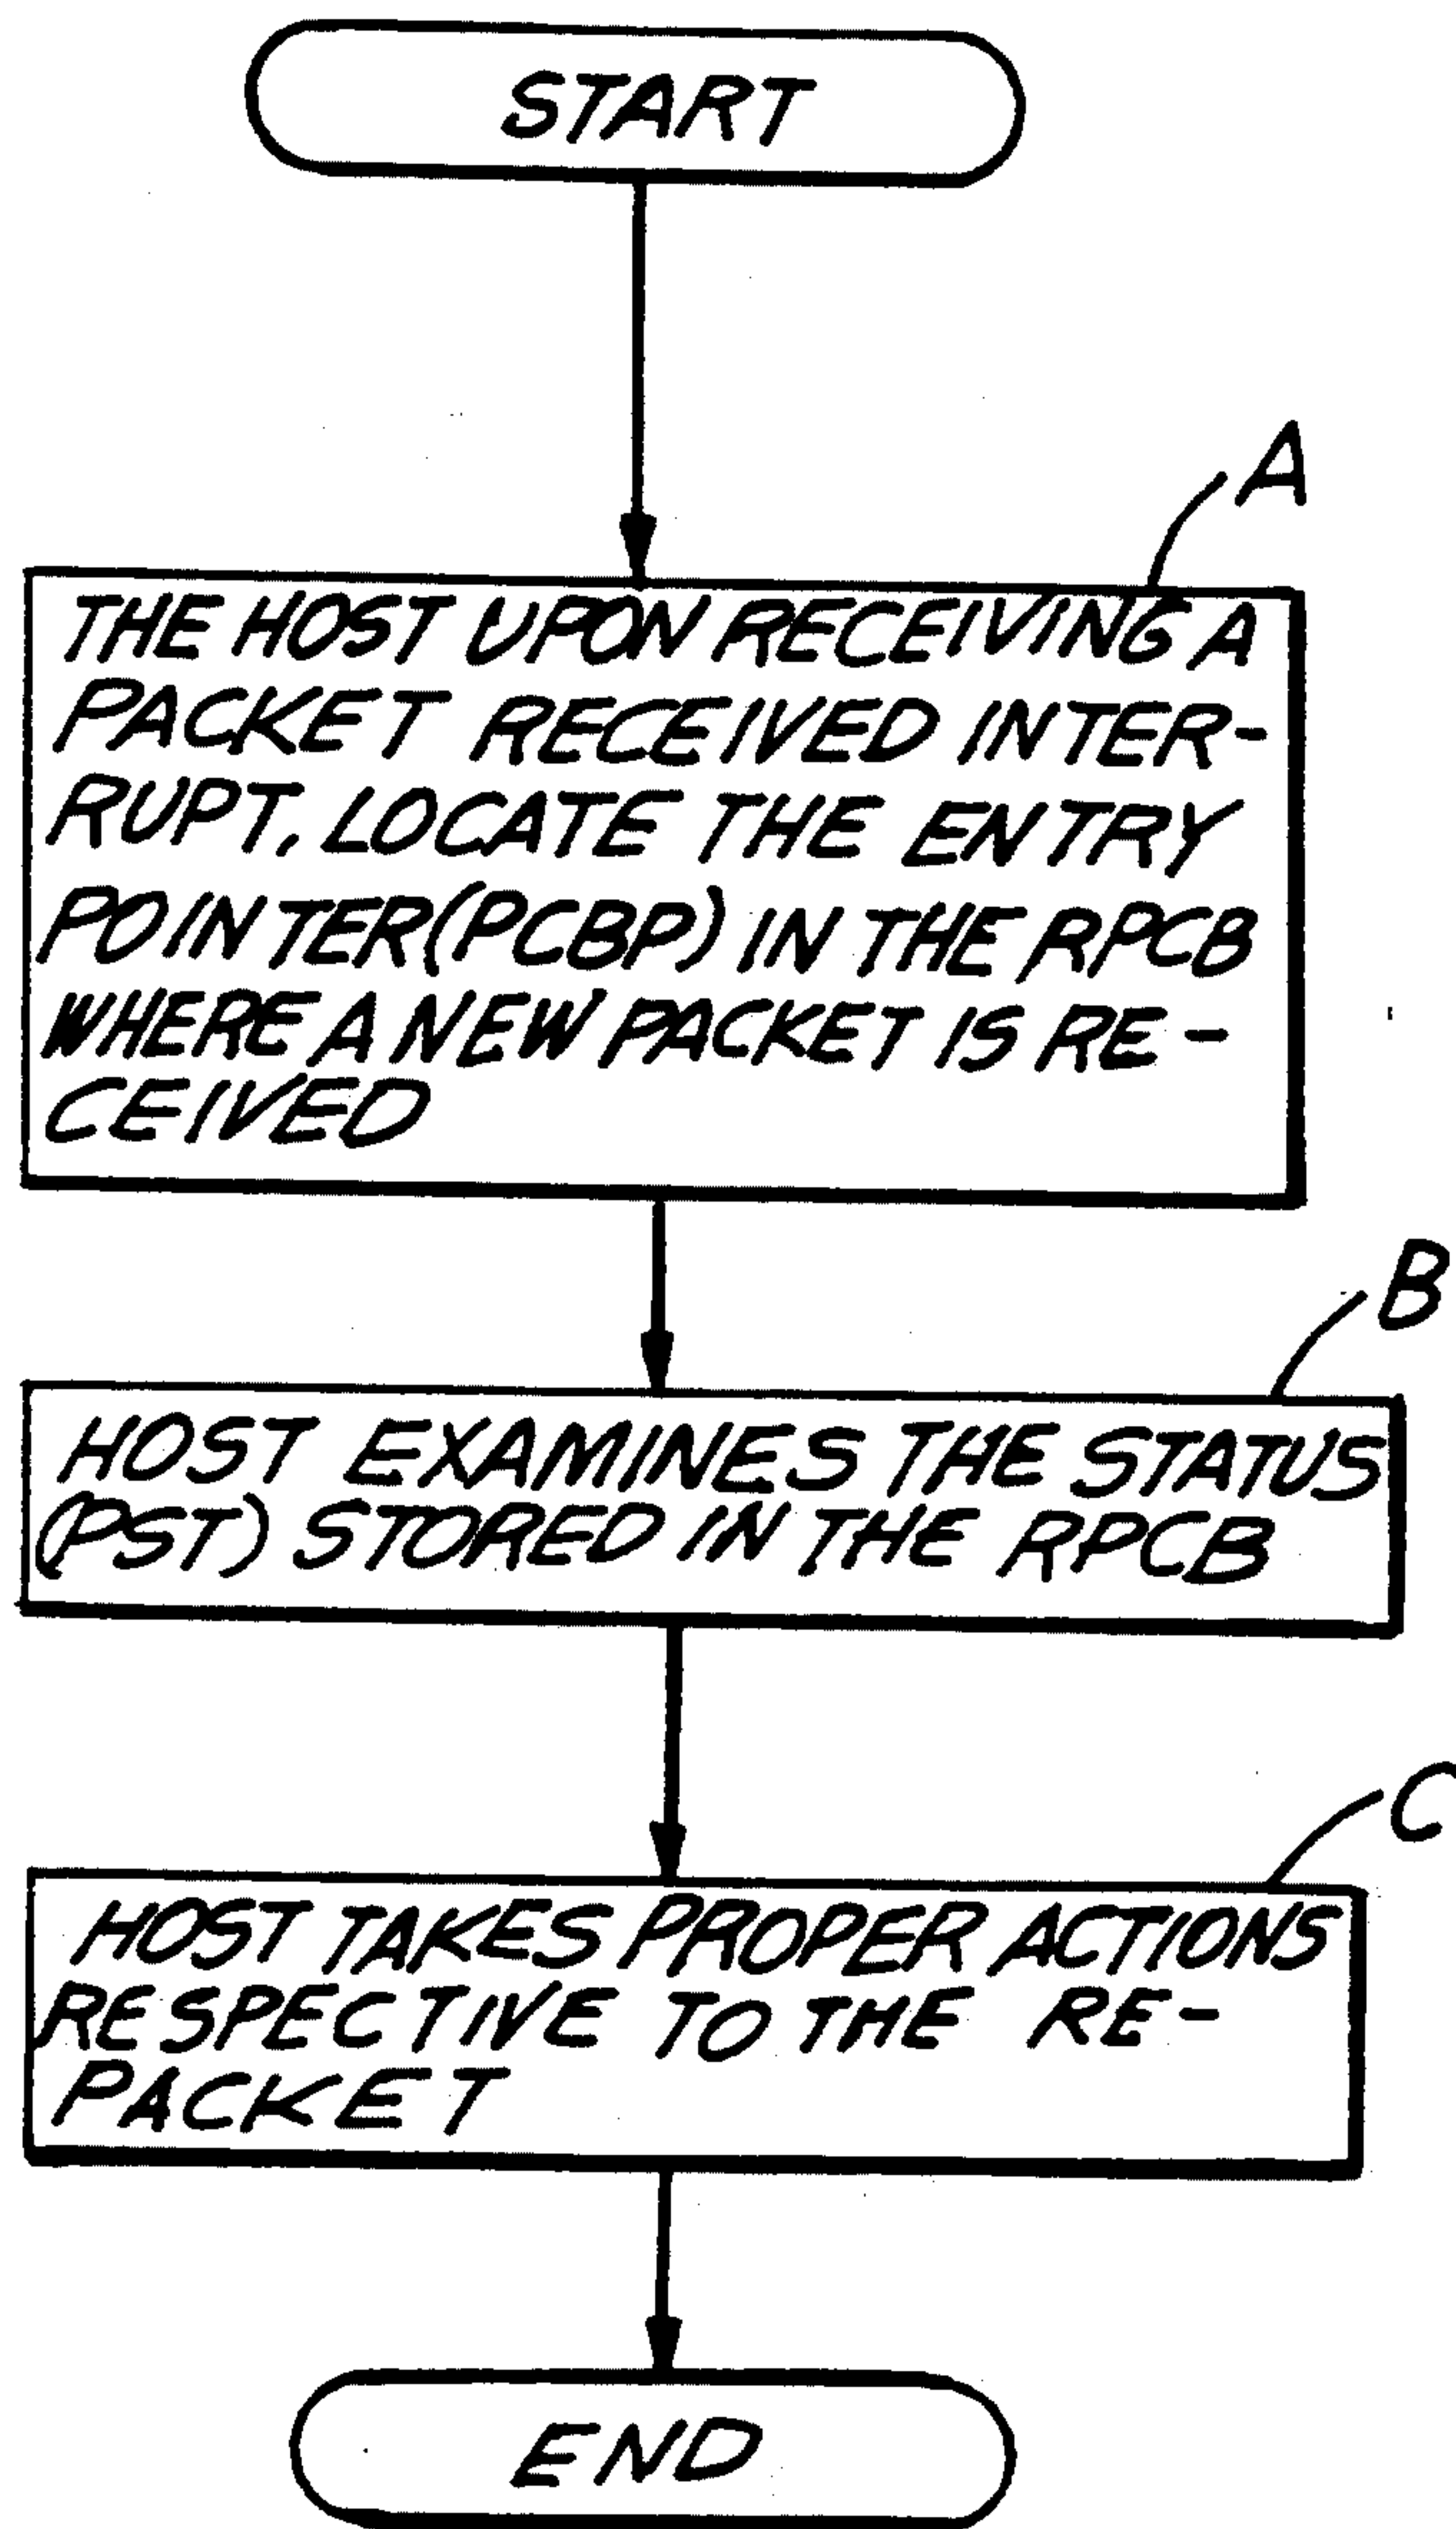 START
A
THE HOST UPON RECEIVING A
PACKET RECEIVED INTER-
RUPT, LOCATE THE ENTRY
POINTER(PCBP) IN THE RPCB
WHERE A NEW PACKET IS RE-
CEIVED
B
HOST EXAMINES THE STATUS
(PST) STORED IN THE RPCB
C
HOST TAKES PROPER ACTIONS
RESPECTIVE TO THE RE-
PACKET
END